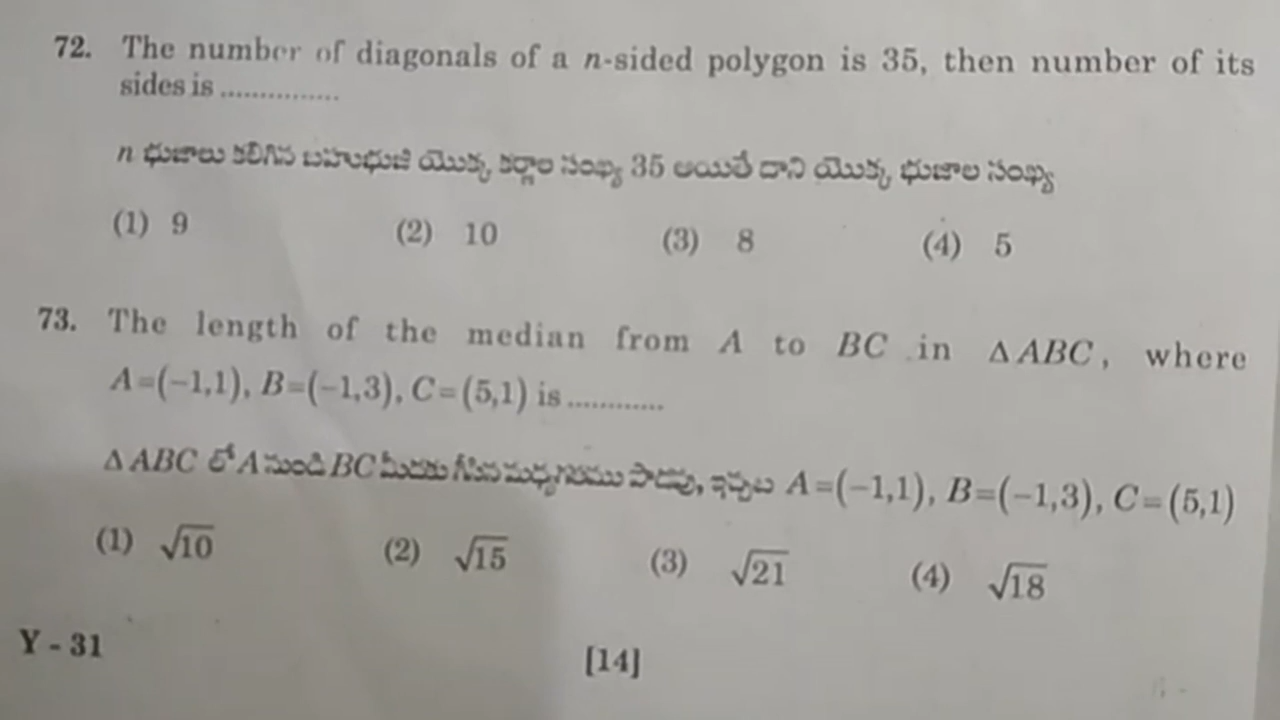 72. The number of diagonals of a n-sided polygon is 35, then number of its
sides is ...............
n భుజాలు కలిగిన బహుభుజి యొక్క కర్ణాల సంఖ్య 35 అయితే దాని యొక్క భుజాల సంఖ్య
(1) 9 (2) 10 (3) 8 (4) 5
73. The length of the median from A to BC in ΔABC, where
A=(−1,1), B=(−1,3), C=(5,1) is ............
ΔABC లో A నుండి BC మీదకు గీసిన మధ్యగతము పొడవు, ఇచ్చట A=(−1,1), B=(−1,3), C=(5,1)
(1) √10 (2) √15 (3) √21 (4) √18
Y - 31 [14]